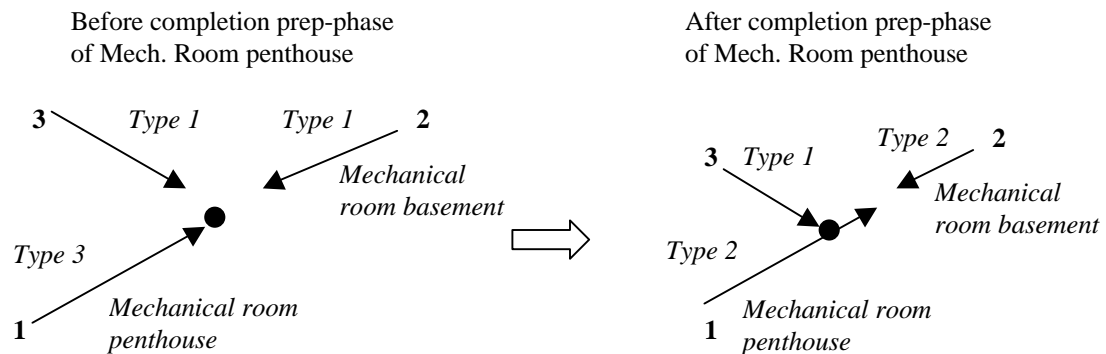 Before completion prep-phase
of Mech. Room penthouse
3
Type 1
Type 1
2
Mechanical
room basement
Type 3
Mechanical room
penthouse
1
After completion prep-phase
of Mech. Room penthouse
3
Type 1
Type 2
2
Mechanical
room basement
Type 2
Mechanical room
penthouse
1